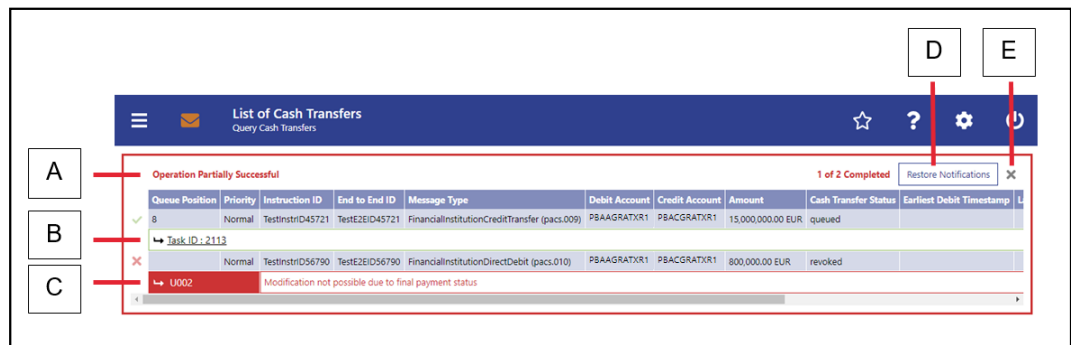 D E
List of Cash Transfers
Query Cash Transfers
?
A
Operation Partially Successful 1 of 2 Completed Restore Notifications
Queue Position Priority Instruction ID End to End ID Message Type Debit Account Credit Account Amount Cash Transfer Status Earliest Debit Timestamp
8 Normal TestInstrID45721 TestE2EID45721 FinancialInstitutionCreditTransfer (pacs.009) PBAAGRATXR1 PBACGRATXR1 15,000,000.00 EUR queued
B
Task ID : 2113
Normal TestInstrID56790 TestE2EID56790 FinancialInstitutionDirectDebit (pacs.010) PBAAGRATXR1 PBACGRATXR1 800,000.00 EUR revoked
C
U002 Modification not possible due to final payment status